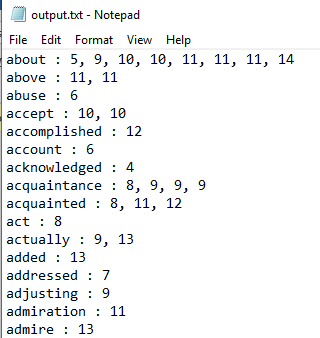 output.txt - Notepad
File Edit Format View Help
about : 5, 9, 10, 10, 11, 11, 11, 14
above : 11, 11
abuse : 6
accept : 10, 10
accomplished : 12
account : 6
acknowledged : 4
acquaintance : 8, 9, 9, 9
acquainted : 8, 11, 12
act : 8
actually : 9, 13
added : 13
addressed : 7
adjusting : 9
admiration : 11
admire : 13